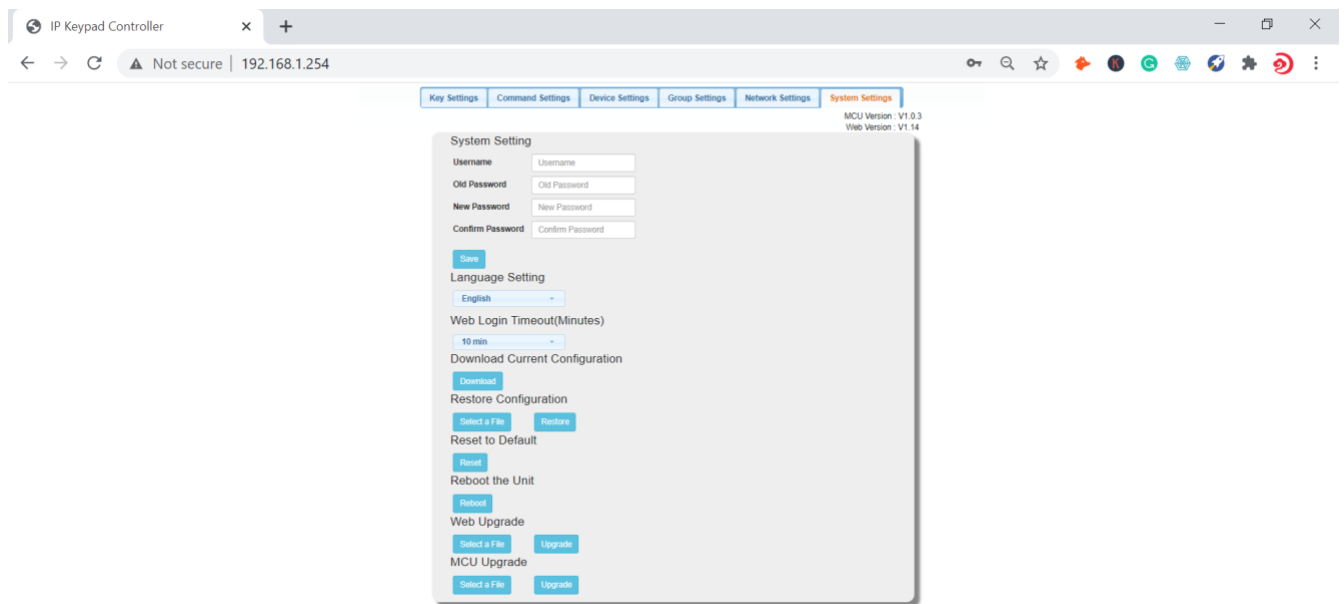 IP Keypad Controller
Not secure | 192.168.1.254
Key Settings Command Settings Device Settings Group Settings Network Settings System Settings
MCU Version : V1.0.3
Web Version : V1.14
System Setting
Username Username
Old Password Old Password
New Password New Password
Confirm Password Confirm Password
Save
Language Setting
English
Web Login Timeout(Minutes)
10 min
Download Current Configuration
Download
Restore Configuration
Select a File Restore
Reset to Default
Reset
Reboot the Unit
Reboot
Web Upgrade
Select a File Upgrade
MCU Upgrade
Select a File Upgrade